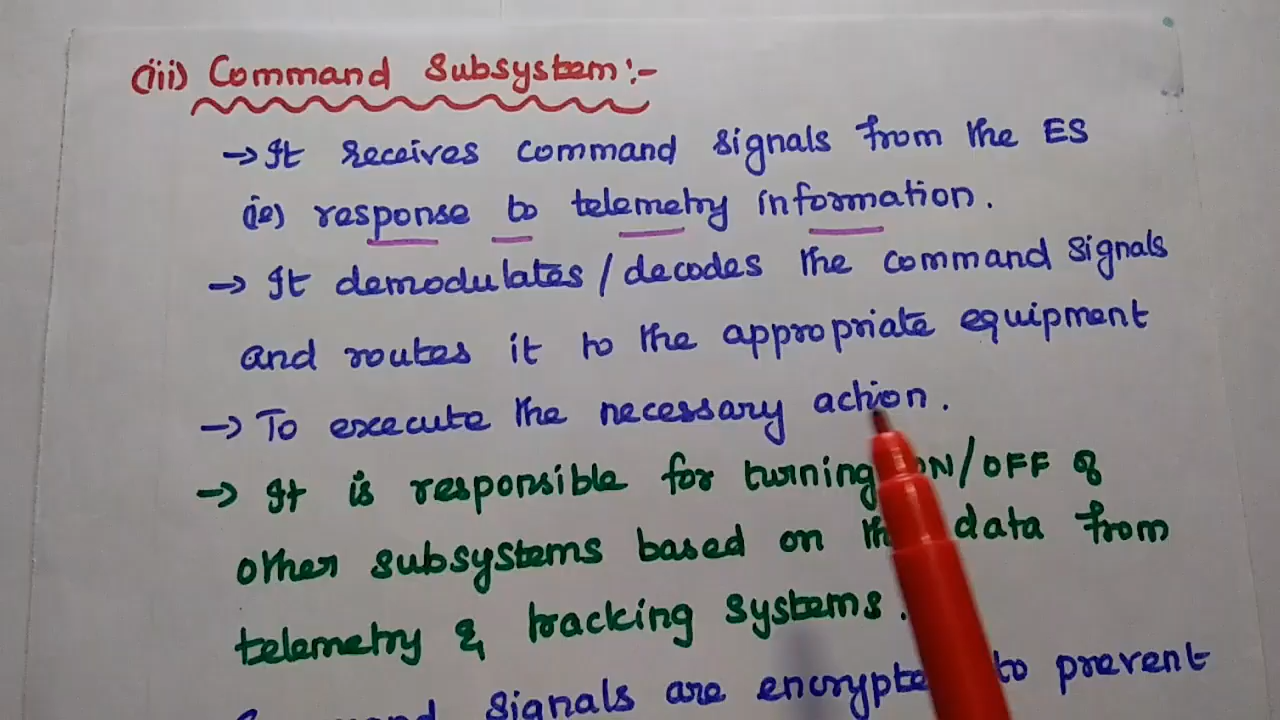 (iii) Command Subsystem :-
→ It receives command signals from the ES
(ie) response to telemetry information.
→ It demodulates / decodes the command signals
and routes it to the appropriate equipment
→ To execute the necessary action.
→ It is responsible for turning ON/OFF of
other subsystems based on the data from
telemetry & tracking systems.
signals are encrypted to prevent